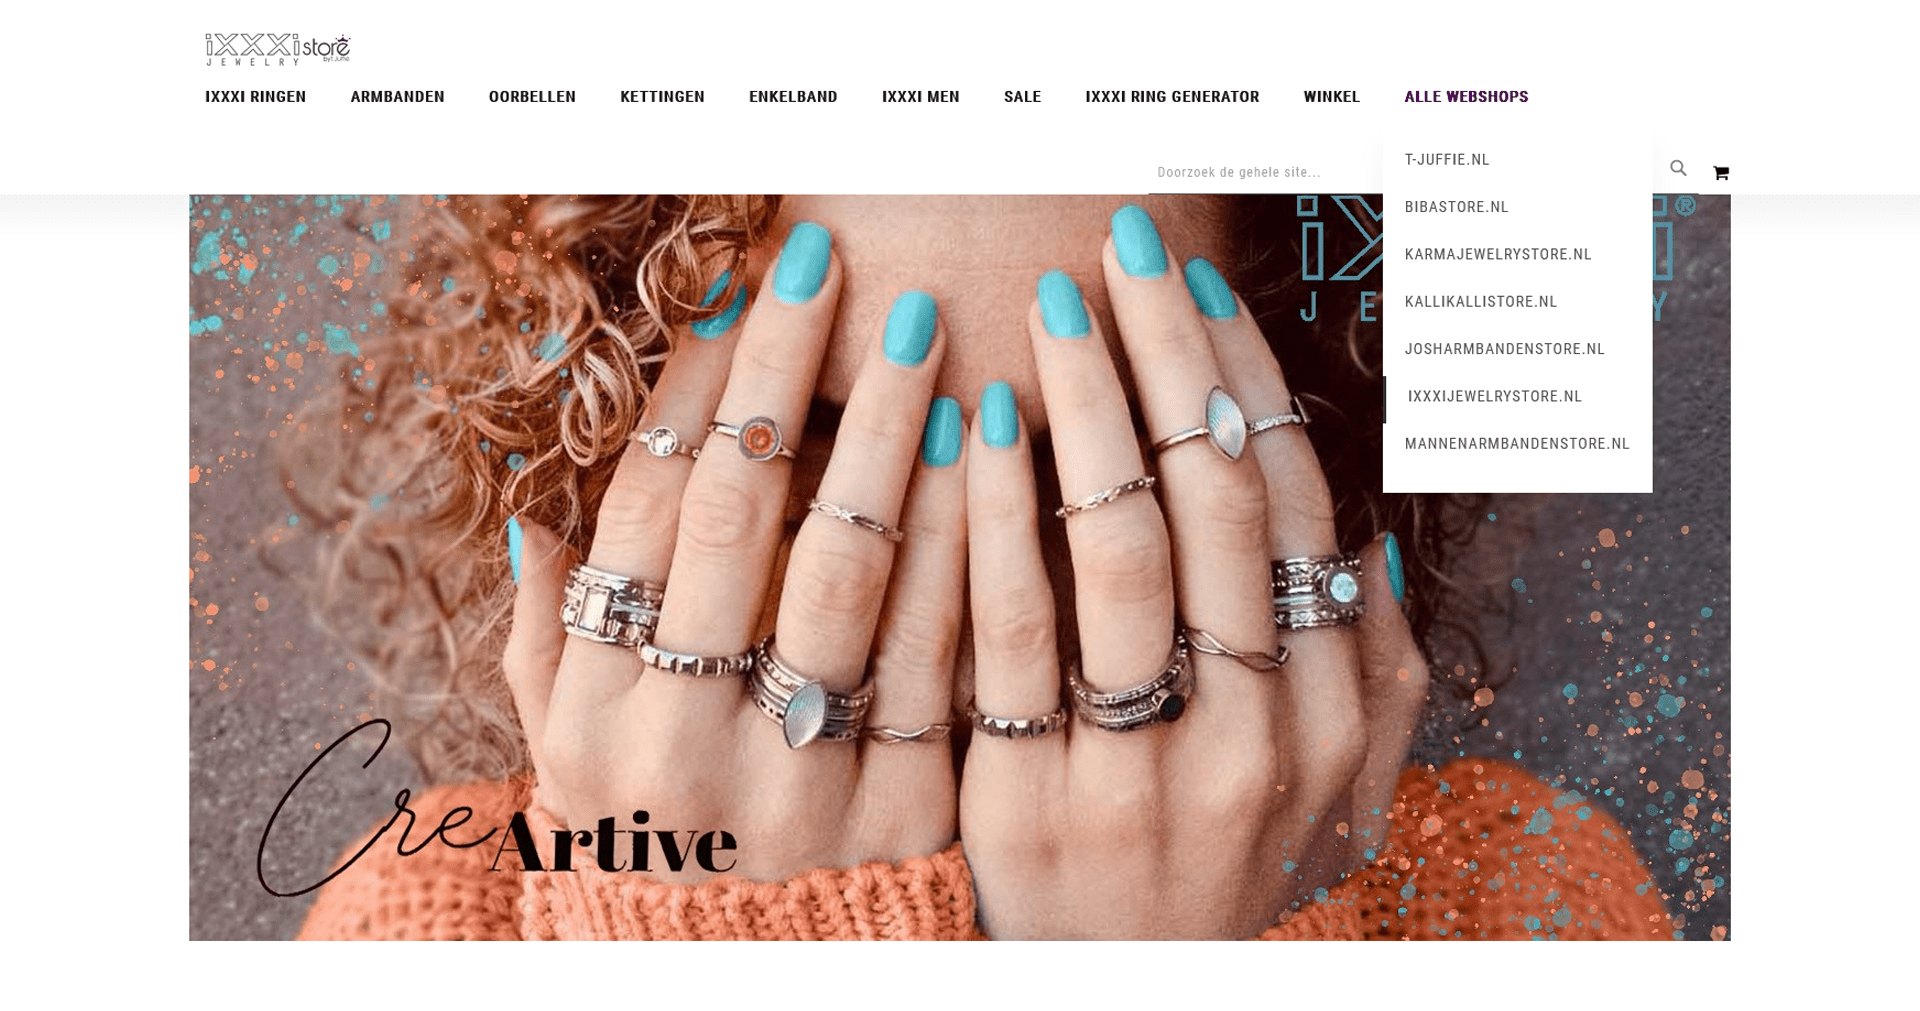 iXXXi store
JEWELRY by t Juffie
IXXXI RINGEN ARMBANDEN OORBELLEN KETTINGEN ENKELBAND IXXXI MEN SALE IXXXI RING GENERATOR WINKEL ALLE WEBSHOPS
Doorzoek de gehele site...
T-JUFFIE.NL
BIBASTORE.NL
KARMAJEWELRYSTORE.NL
KALLIKALLISTORE.NL
JOSHARMBANDENSTORE.NL
IXXXIJEWELRYSTORE.NL
MANNENARMBANDENSTORE.NL
CreArtive